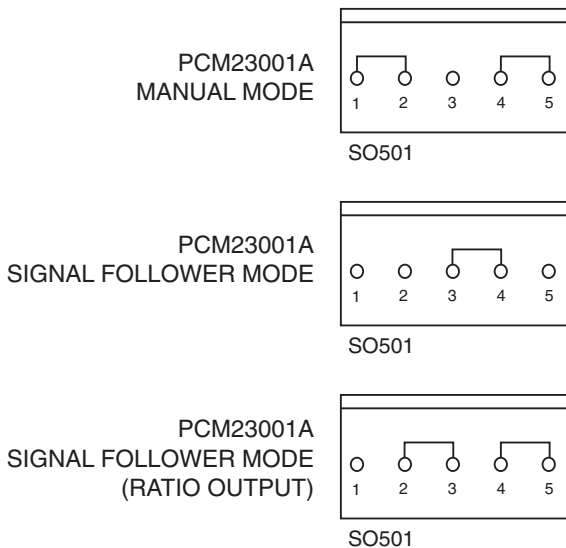 PCM23001A
MANUAL MODE
1 2 3 4 5
SO501
PCM23001A
SIGNAL FOLLOWER MODE
1 2 3 4 5
SO501
PCM23001A
SIGNAL FOLLOWER MODE
(RATIO OUTPUT)
1 2 3 4 5
SO501